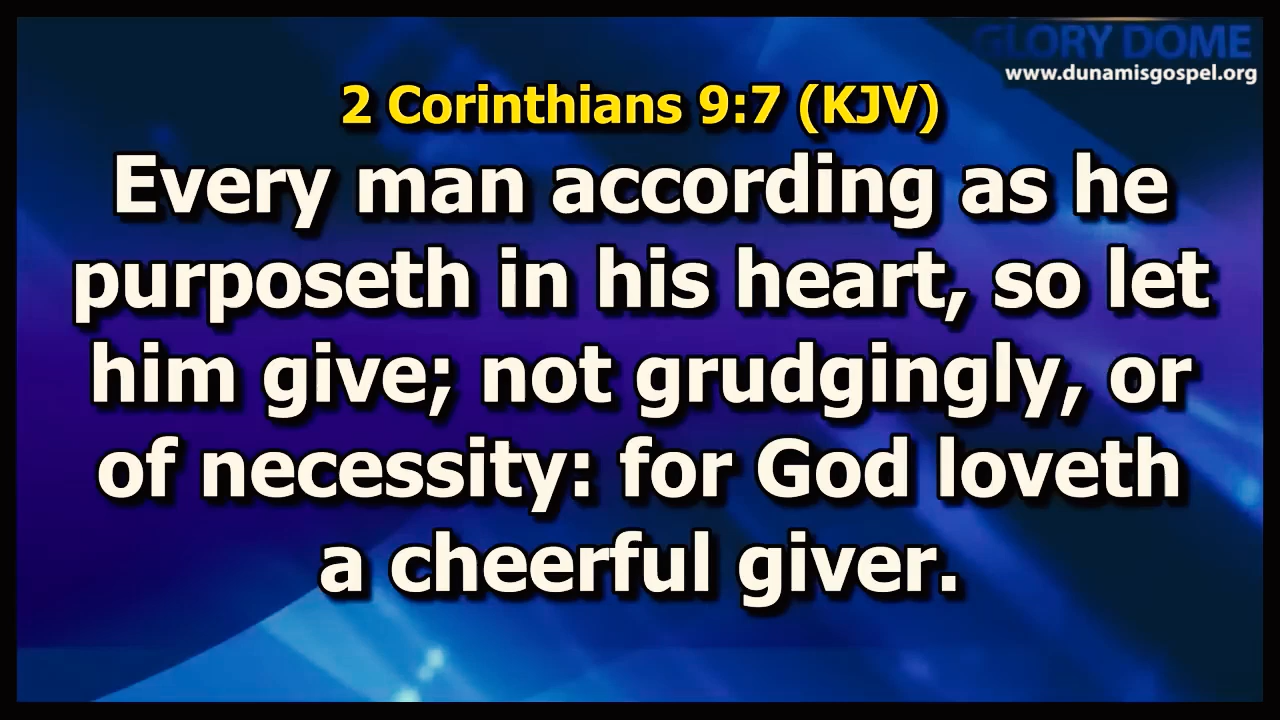 GLORY DOME
www.dunamisgospel.org
2 Corinthians 9:7 (KJV)
Every man according as he
purposeth in his heart, so let
him give; not grudgingly, or
of necessity: for God loveth
a cheerful giver.